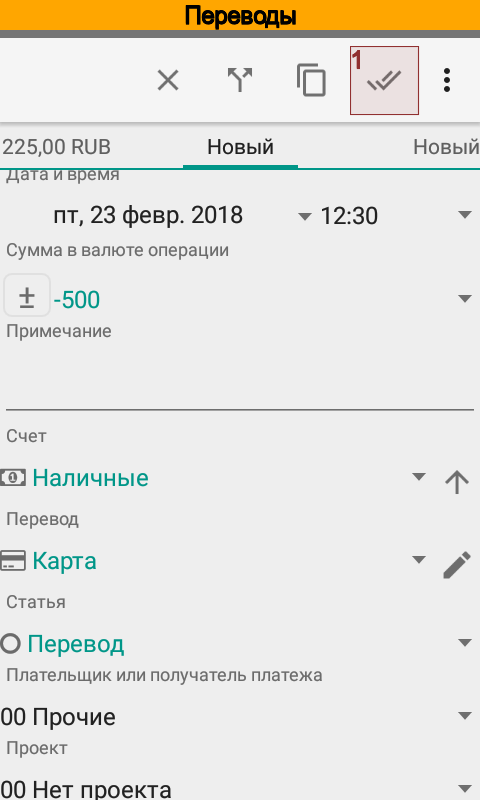 Переводы
1
225,00 RUB Новый Новый
Дата и время
пт, 23 февр. 2018 12:30
Сумма в валюте операции
± -500
Примечание
Счет
Наличные
Перевод
Карта
Статья
Перевод
Плательщик или получатель платежа
00 Прочие
Проект
00 Нет проекта